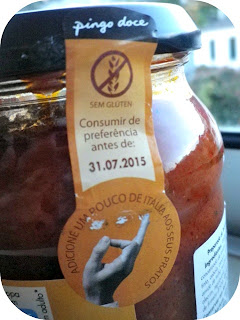 pingo doce
SEM GLÚTEN
Consumir de
preferência
antes de:
31.07.2015
ADICIONE UM POUCO DE ITÁLIA AOS SEUS PRATOS